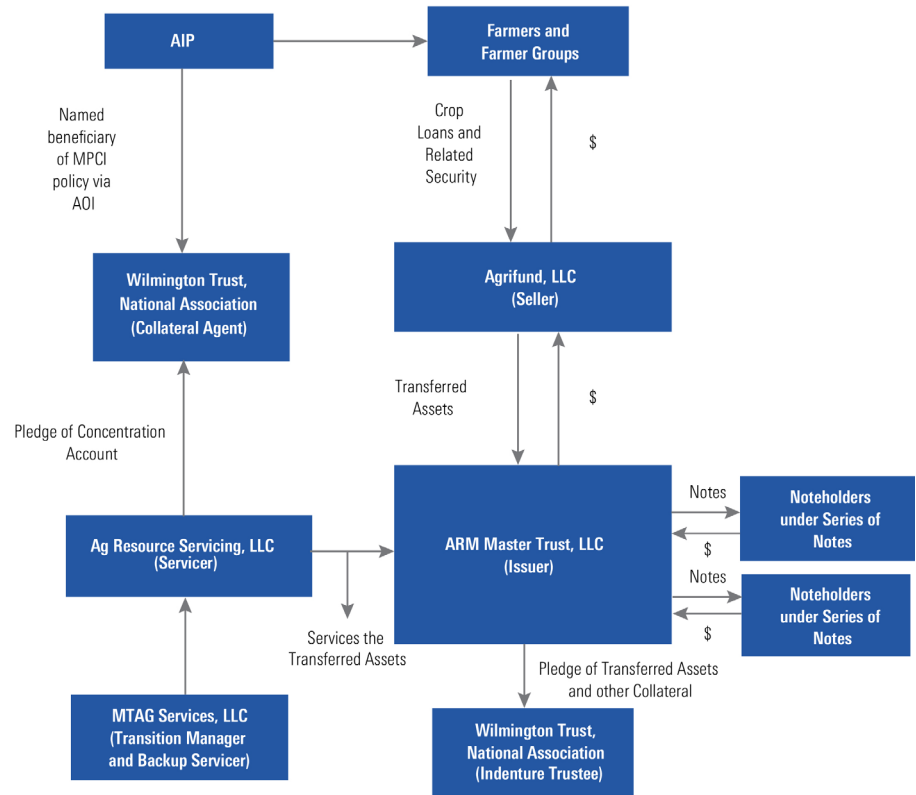 AIP
Farmers and
Farmer Groups
Named
beneficiary
of MPCI
policy via
AOI
Crop
Loans and
Related
Security
$
Wilmington Trust,
National Association
(Collateral Agent)
Agrifund, LLC
(Seller)
Transferred
Assets
$
Pledge of Concentration
Account
Ag Resource Servicing, LLC
(Servicer)
ARM Master Trust, LLC
(Issuer)
Notes
$
Noteholders
under Series of
Notes
Notes
$
Noteholders
under Series of
Notes
Services the
Transferred Assets
Pledge of Transferred Assets
and other Collateral
MTAG Services, LLC
(Transition Manager
and Backup Servicer)
Wilmington Trust,
National Association
(Indenture Trustee)